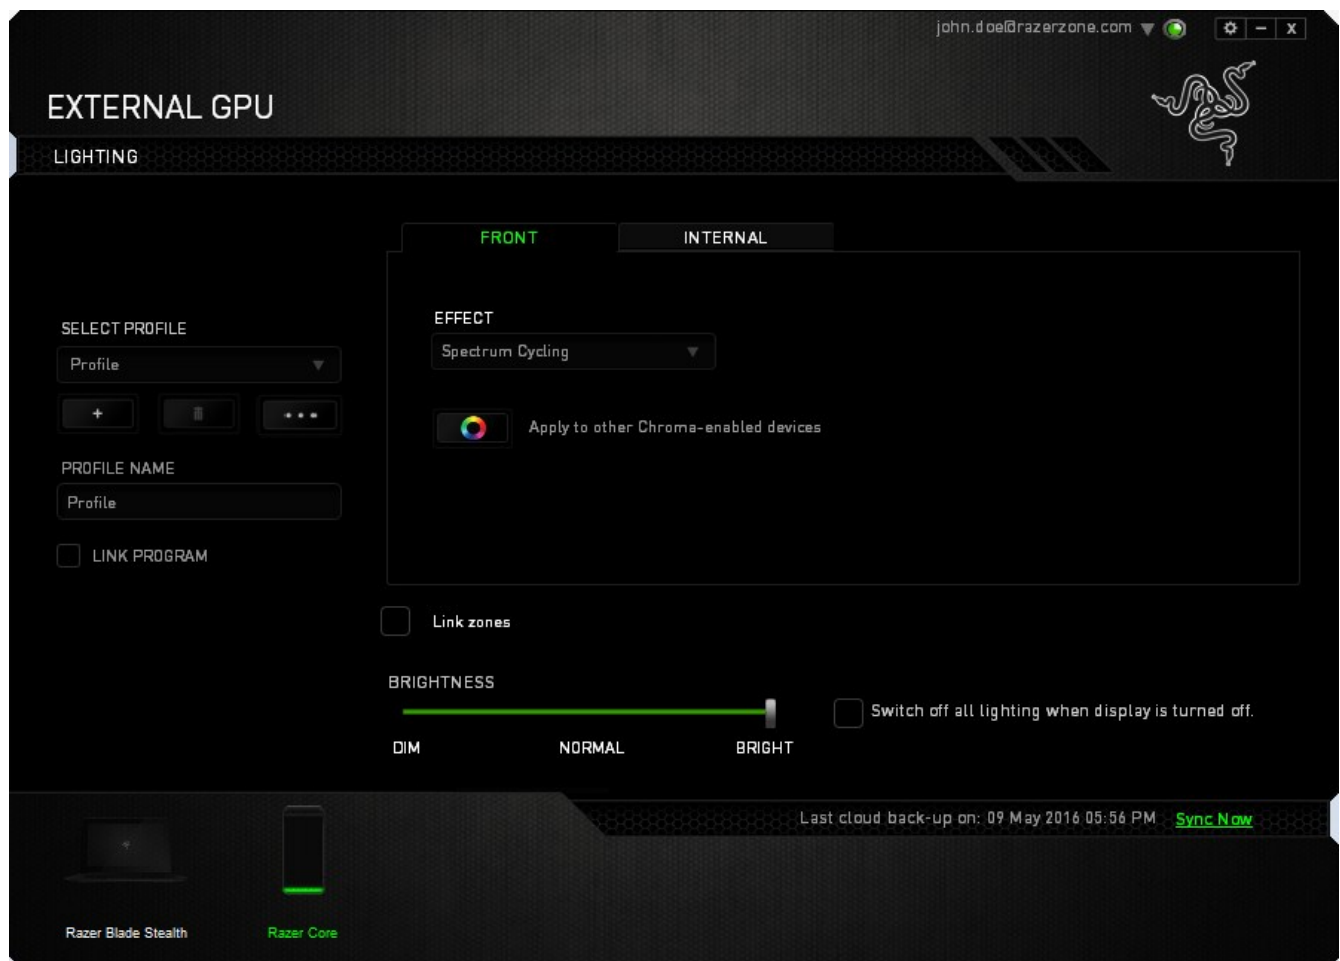 john.doe@razerzone.com
X
EXTERNAL GPU
LIGHTING
FRONT INTERNAL
SELECT PROFILE
Profile
PROFILE NAME
Profile
LINK PROGRAM
EFFECT
Spectrum Cycling
Apply to other Chroma-enabled devices
Link zones
BRIGHTNESS
DIM NORMAL BRIGHT
Switch off all lighting when display is turned off.
Last cloud back-up on: 09 May 2016 05:56 PM Sync Now
Razer Blade Stealth Razer Core